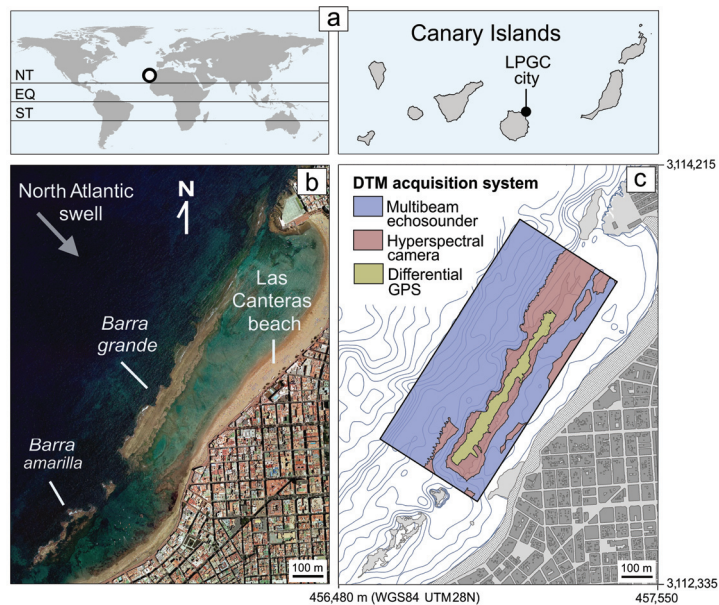 a
NT
EQ
ST
Canary Islands
LPGC
city
b
North Atlantic
swell
N
Las
Canteras
beach
Barra
grande
Barra
amarilla
100 m
c
3,114,215
DTM acquisition system
Multibeam
echosounder
Hyperspectral
camera
Differential
GPS
100 m
3,112,335
456,480 m (WGS84 UTM28N)
457,550